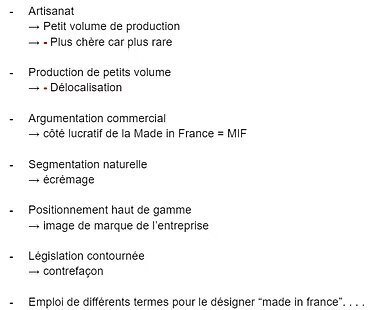 - Artisanat
→ Petit volume de production
→ - Plus chère car plus rare
- Production de petits volume
→ - Délocalisation
- Argumentation commercial
→ côté lucratif de la Made in France = MIF
- Segmentation naturelle
→ écrémage
- Positionnement haut de gamme
→ image de marque de l'entreprise
- Législation contournée
→ contrefaçon
- Emploi de différents termes pour le désigner “made in france”. . . .